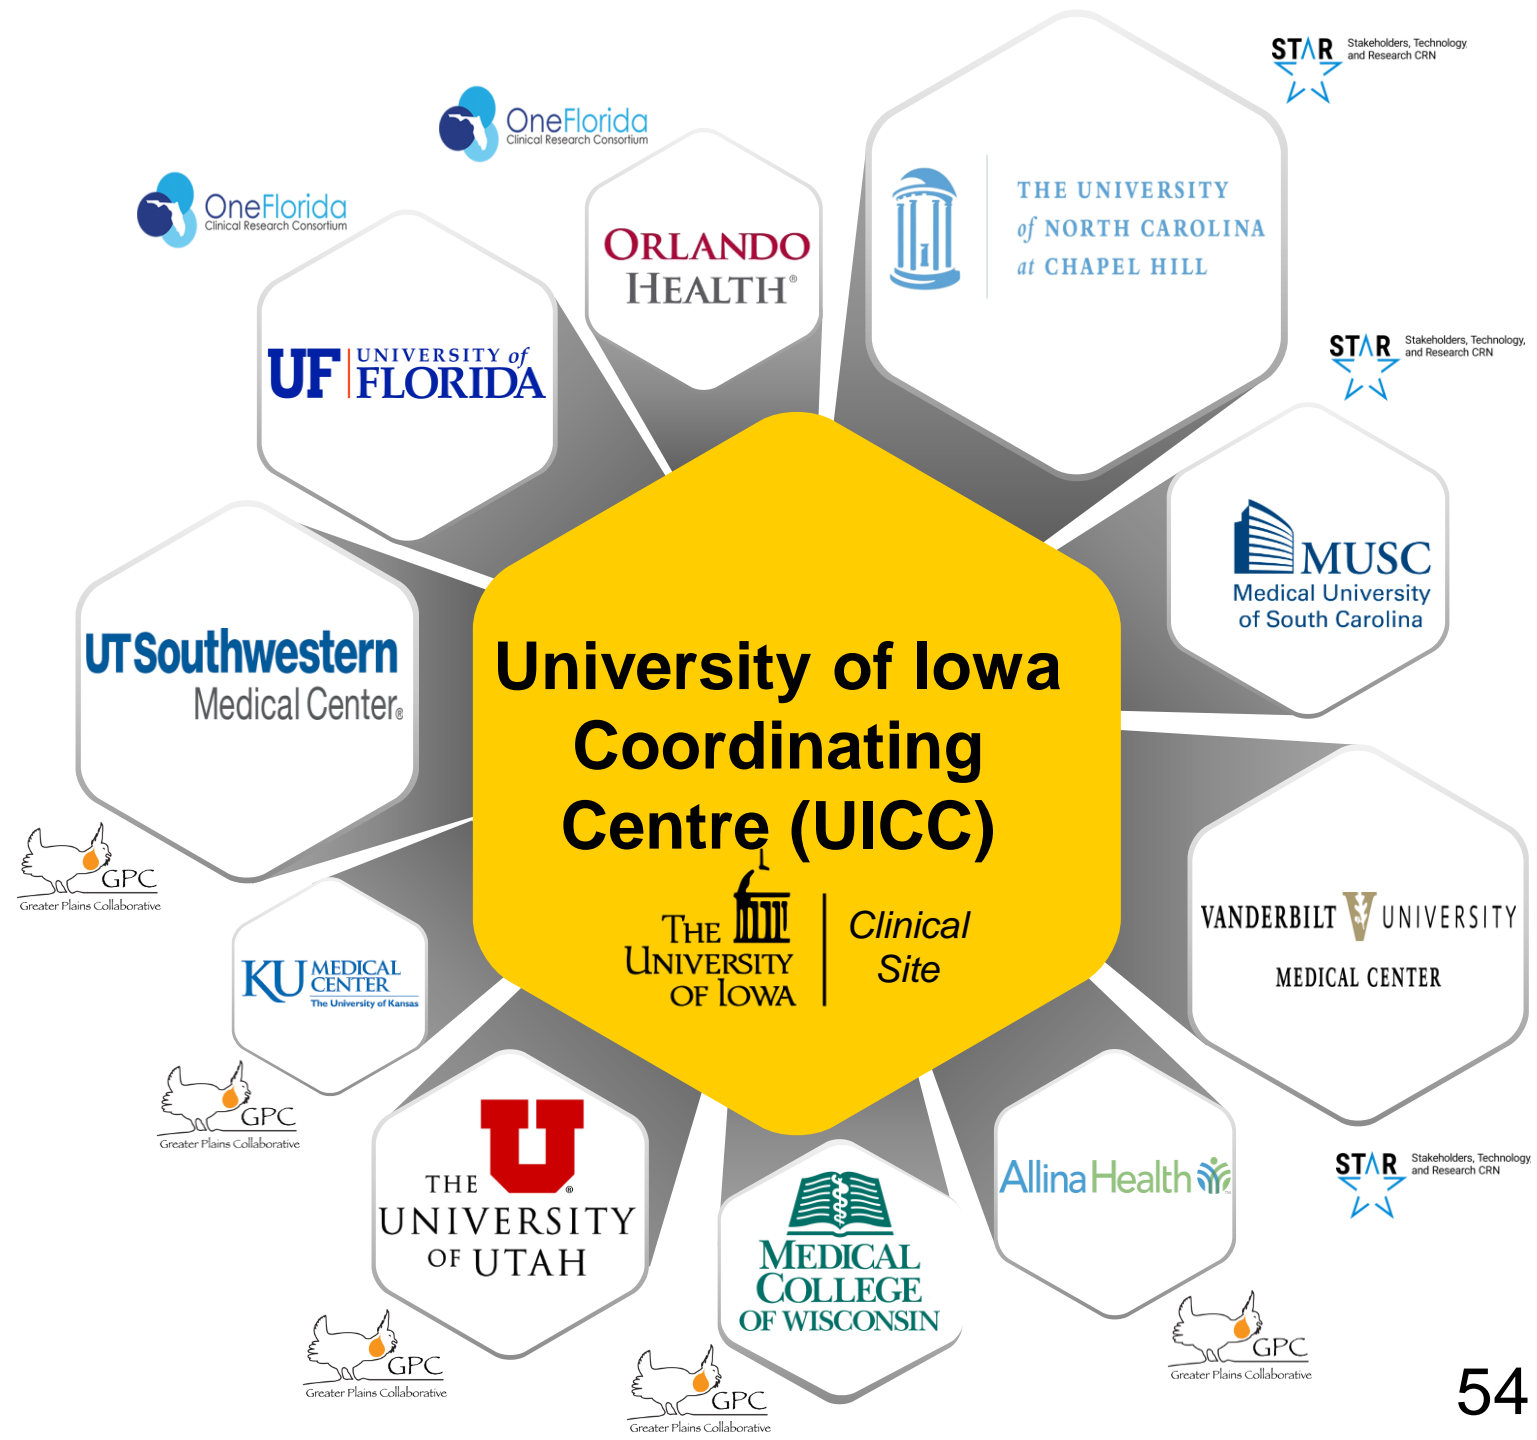 STAR Stakeholders, Technology,
and Research CRN
OneFlorida
Clinical Research Consortium
OneFlorida
Clinical Research Consortium
ORLANDO
HEALTH®
THE UNIVERSITY
of NORTH CAROLINA
at CHAPEL HILL
UF UNIVERSITY of
FLORIDA
STAR Stakeholders, Technology,
and Research CRN
MUSC
Medical University
of South Carolina
UT Southwestern
Medical Center®
University of Iowa
Coordinating
Centre (UICC)
THE
UNIVERSITY
OF IOWA
Clinical
Site
VANDERBILT V UNIVERSITY
MEDICAL CENTER
GPC
Greater Plains Collaborative
KU MEDICAL
CENTER
The University of Kansas
GPC
Greater Plains Collaborative
U®
THE
UNIVERSITY
OF UTAH
MEDICAL
COLLEGE
OF WISCONSIN
Allina Health™
STAR Stakeholders, Technology,
and Research CRN
GPC
Greater Plains Collaborative
GPC
Greater Plains Collaborative
GPC
Greater Plains Collaborative
54